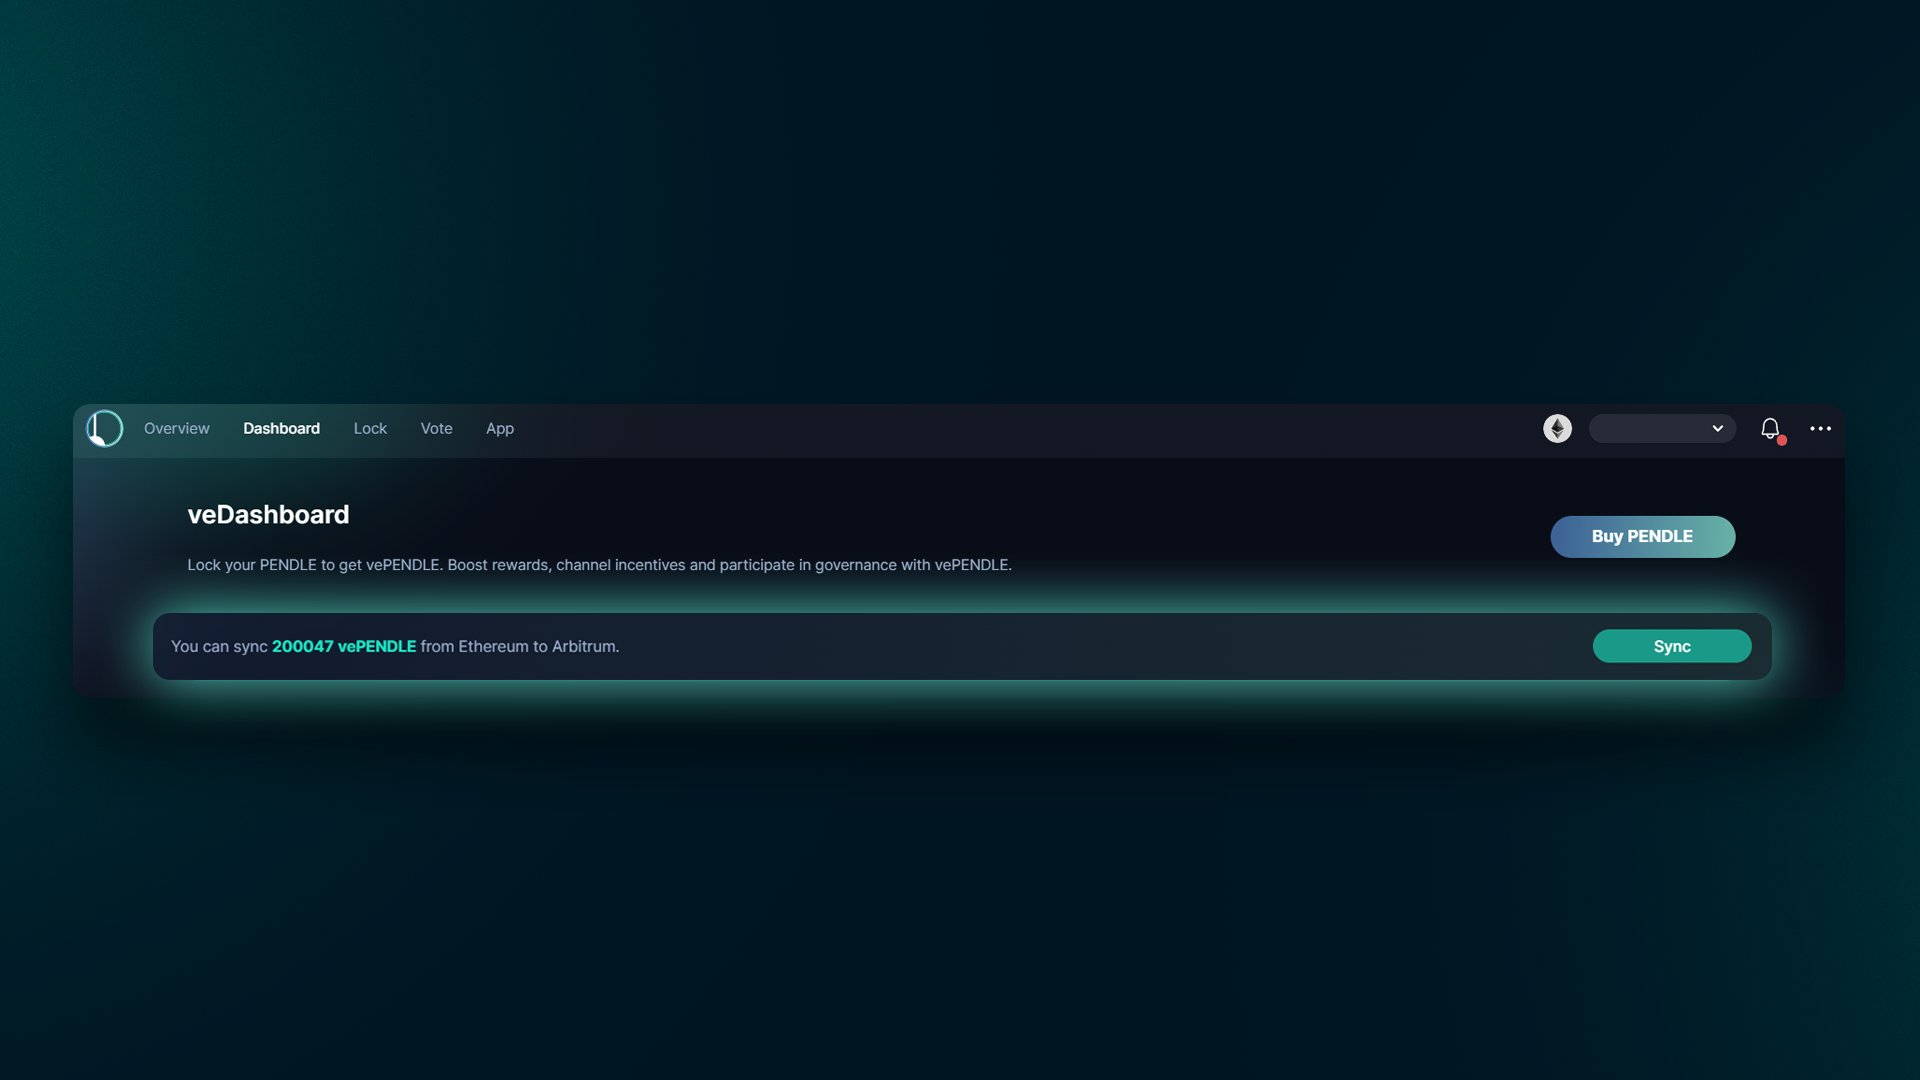 Overview Dashboard Lock Vote App
veDashboard
Buy PENDLE
Lock your PENDLE to get vePENDLE. Boost rewards, channel incentives and participate in governance with vePENDLE.
You can sync 200047 vePENDLE from Ethereum to Arbitrum.
Sync